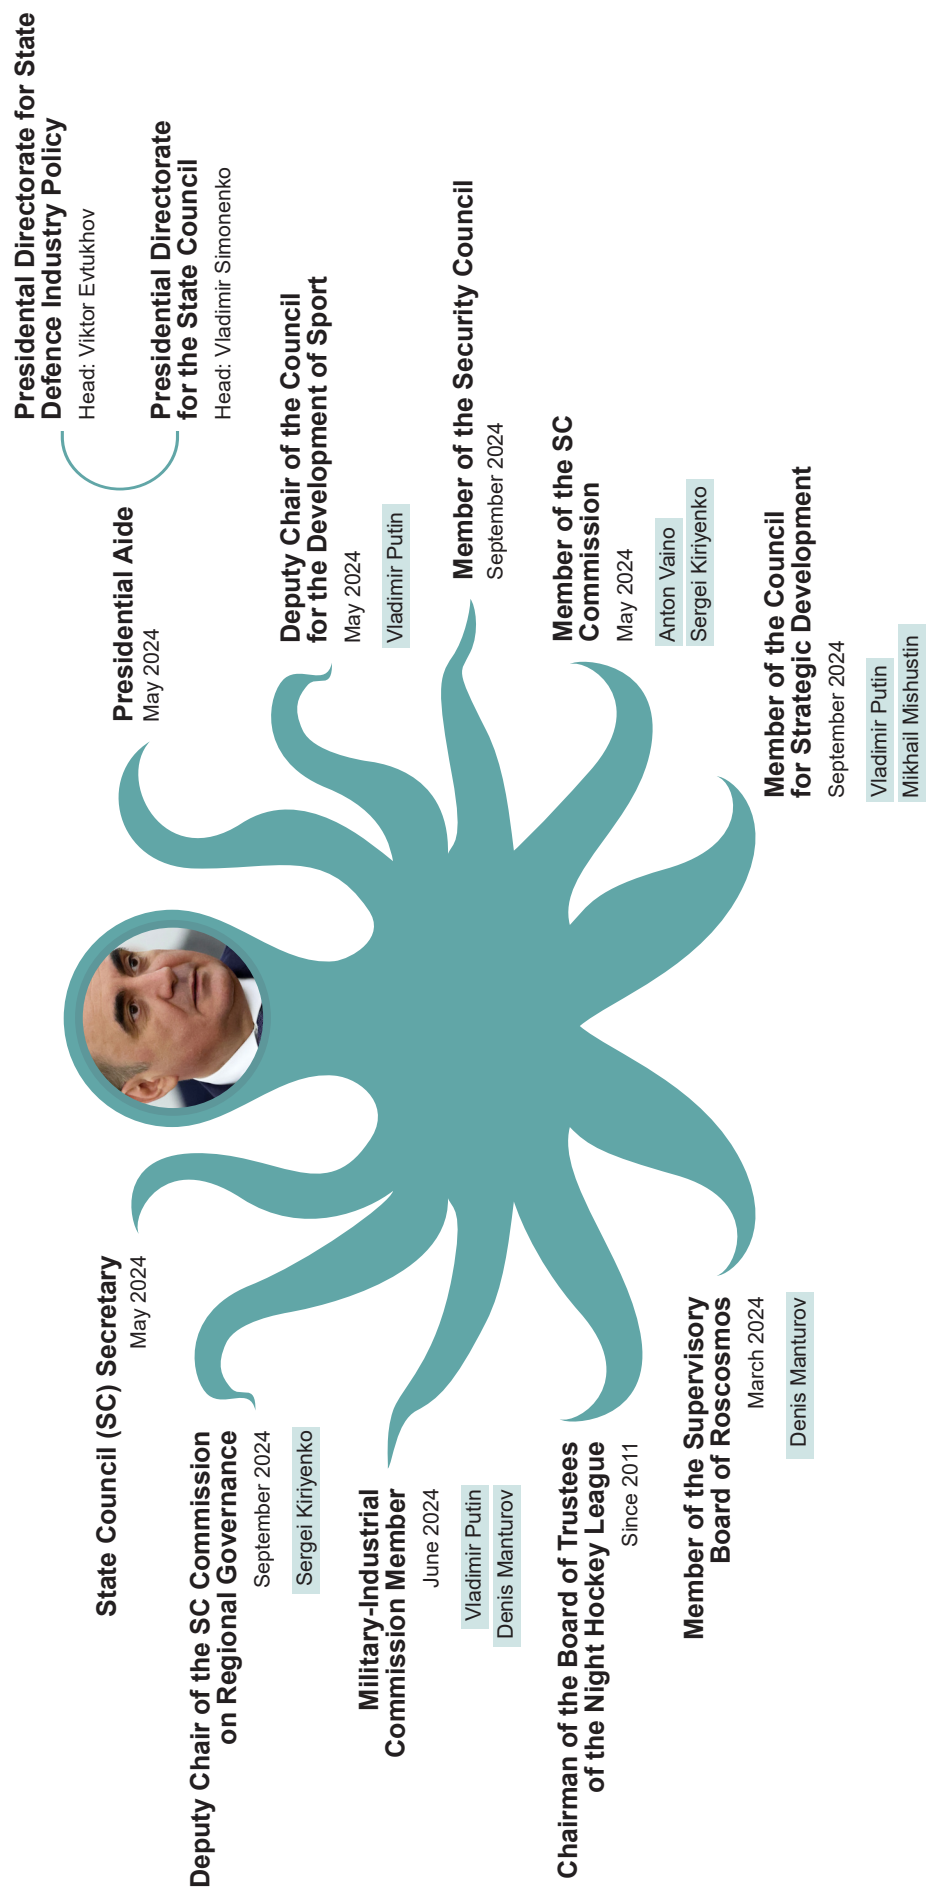 Presidental Directorate for State
Defence Industry Policy
Head: Viktor Evtukhov
Presidential Directorate
for the State Council
Head: Vladimir Simonenko
Presidential Aide
May 2024
Deputy Chair of the Council
for the Development of Sport
May 2024
Vladimir Putin
Member of the Security Council
September 2024
Member of the SC
Commission
May 2024
Anton Vaino
Sergei Kiriyenko
Member of the Council
for Strategic Development
September 2024
Vladimir Putin
Mikhail Mishustin
State Council (SC) Secretary
May 2024
Deputy Chair of the SC Commission
on Regional Governance
September 2024
Sergei Kiriyenko
Military-Industrial
Commission Member
June 2024
Vladimir Putin
Denis Manturov
Chairman of the Board of Trustees
of the Night Hockey League
Since 2011
Member of the Supervisory
Board of Roscosmos
March 2024
Denis Manturov